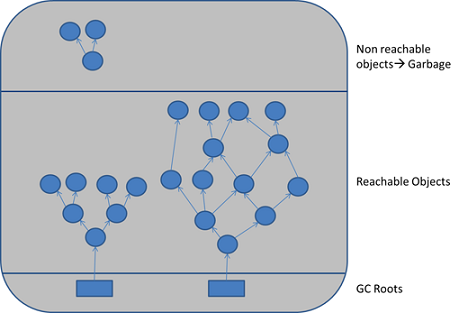 Non reachable
objects→ Garbage
Reachable Objects
GC Roots